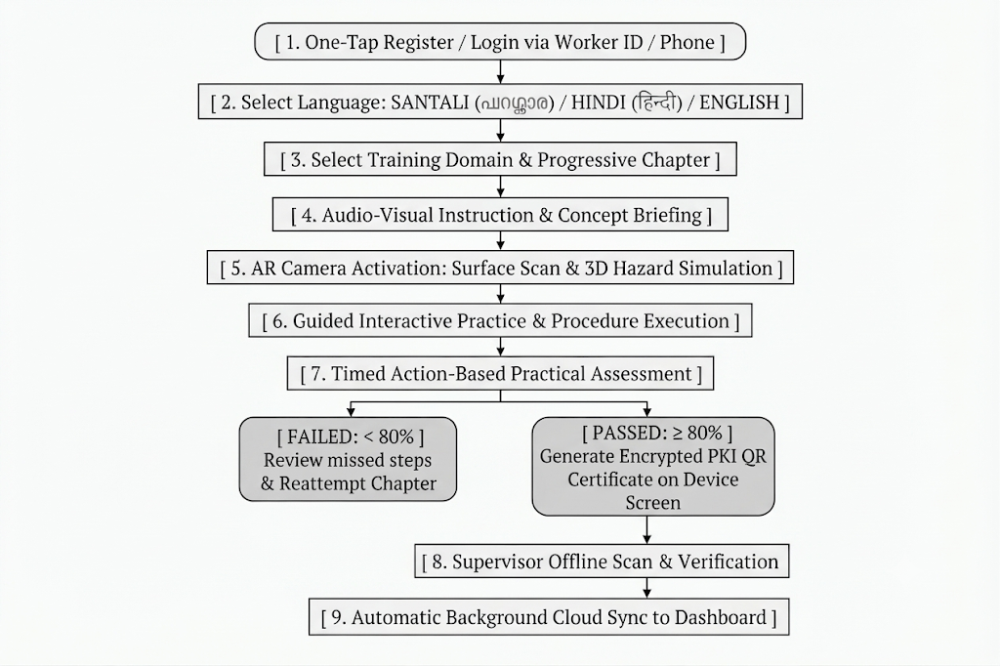 [ 1. One-Tap Register / Login via Worker ID / Phone ]
[ 2. Select Language: SANTALI () / HINDI (हिन्दी) / ENGLISH ]
[ 3. Select Training Domain & Progressive Chapter ]
[ 4. Audio-Visual Instruction & Concept Briefing ]
[ 5. AR Camera Activation: Surface Scan & 3D Hazard Simulation ]
[ 6. Guided Interactive Practice & Procedure Execution ]
[ 7. Timed Action-Based Practical Assessment ]
[ FAILED: < 80% ]
Review missed steps
& Reattempt Chapter
[ PASSED: ≥ 80% ]
Generate Encrypted PKI QR
Certificate on Device
Screen
[ 8. Supervisor Offline Scan & Verification
[ 9. Automatic Background Cloud Sync to Dashboard ]